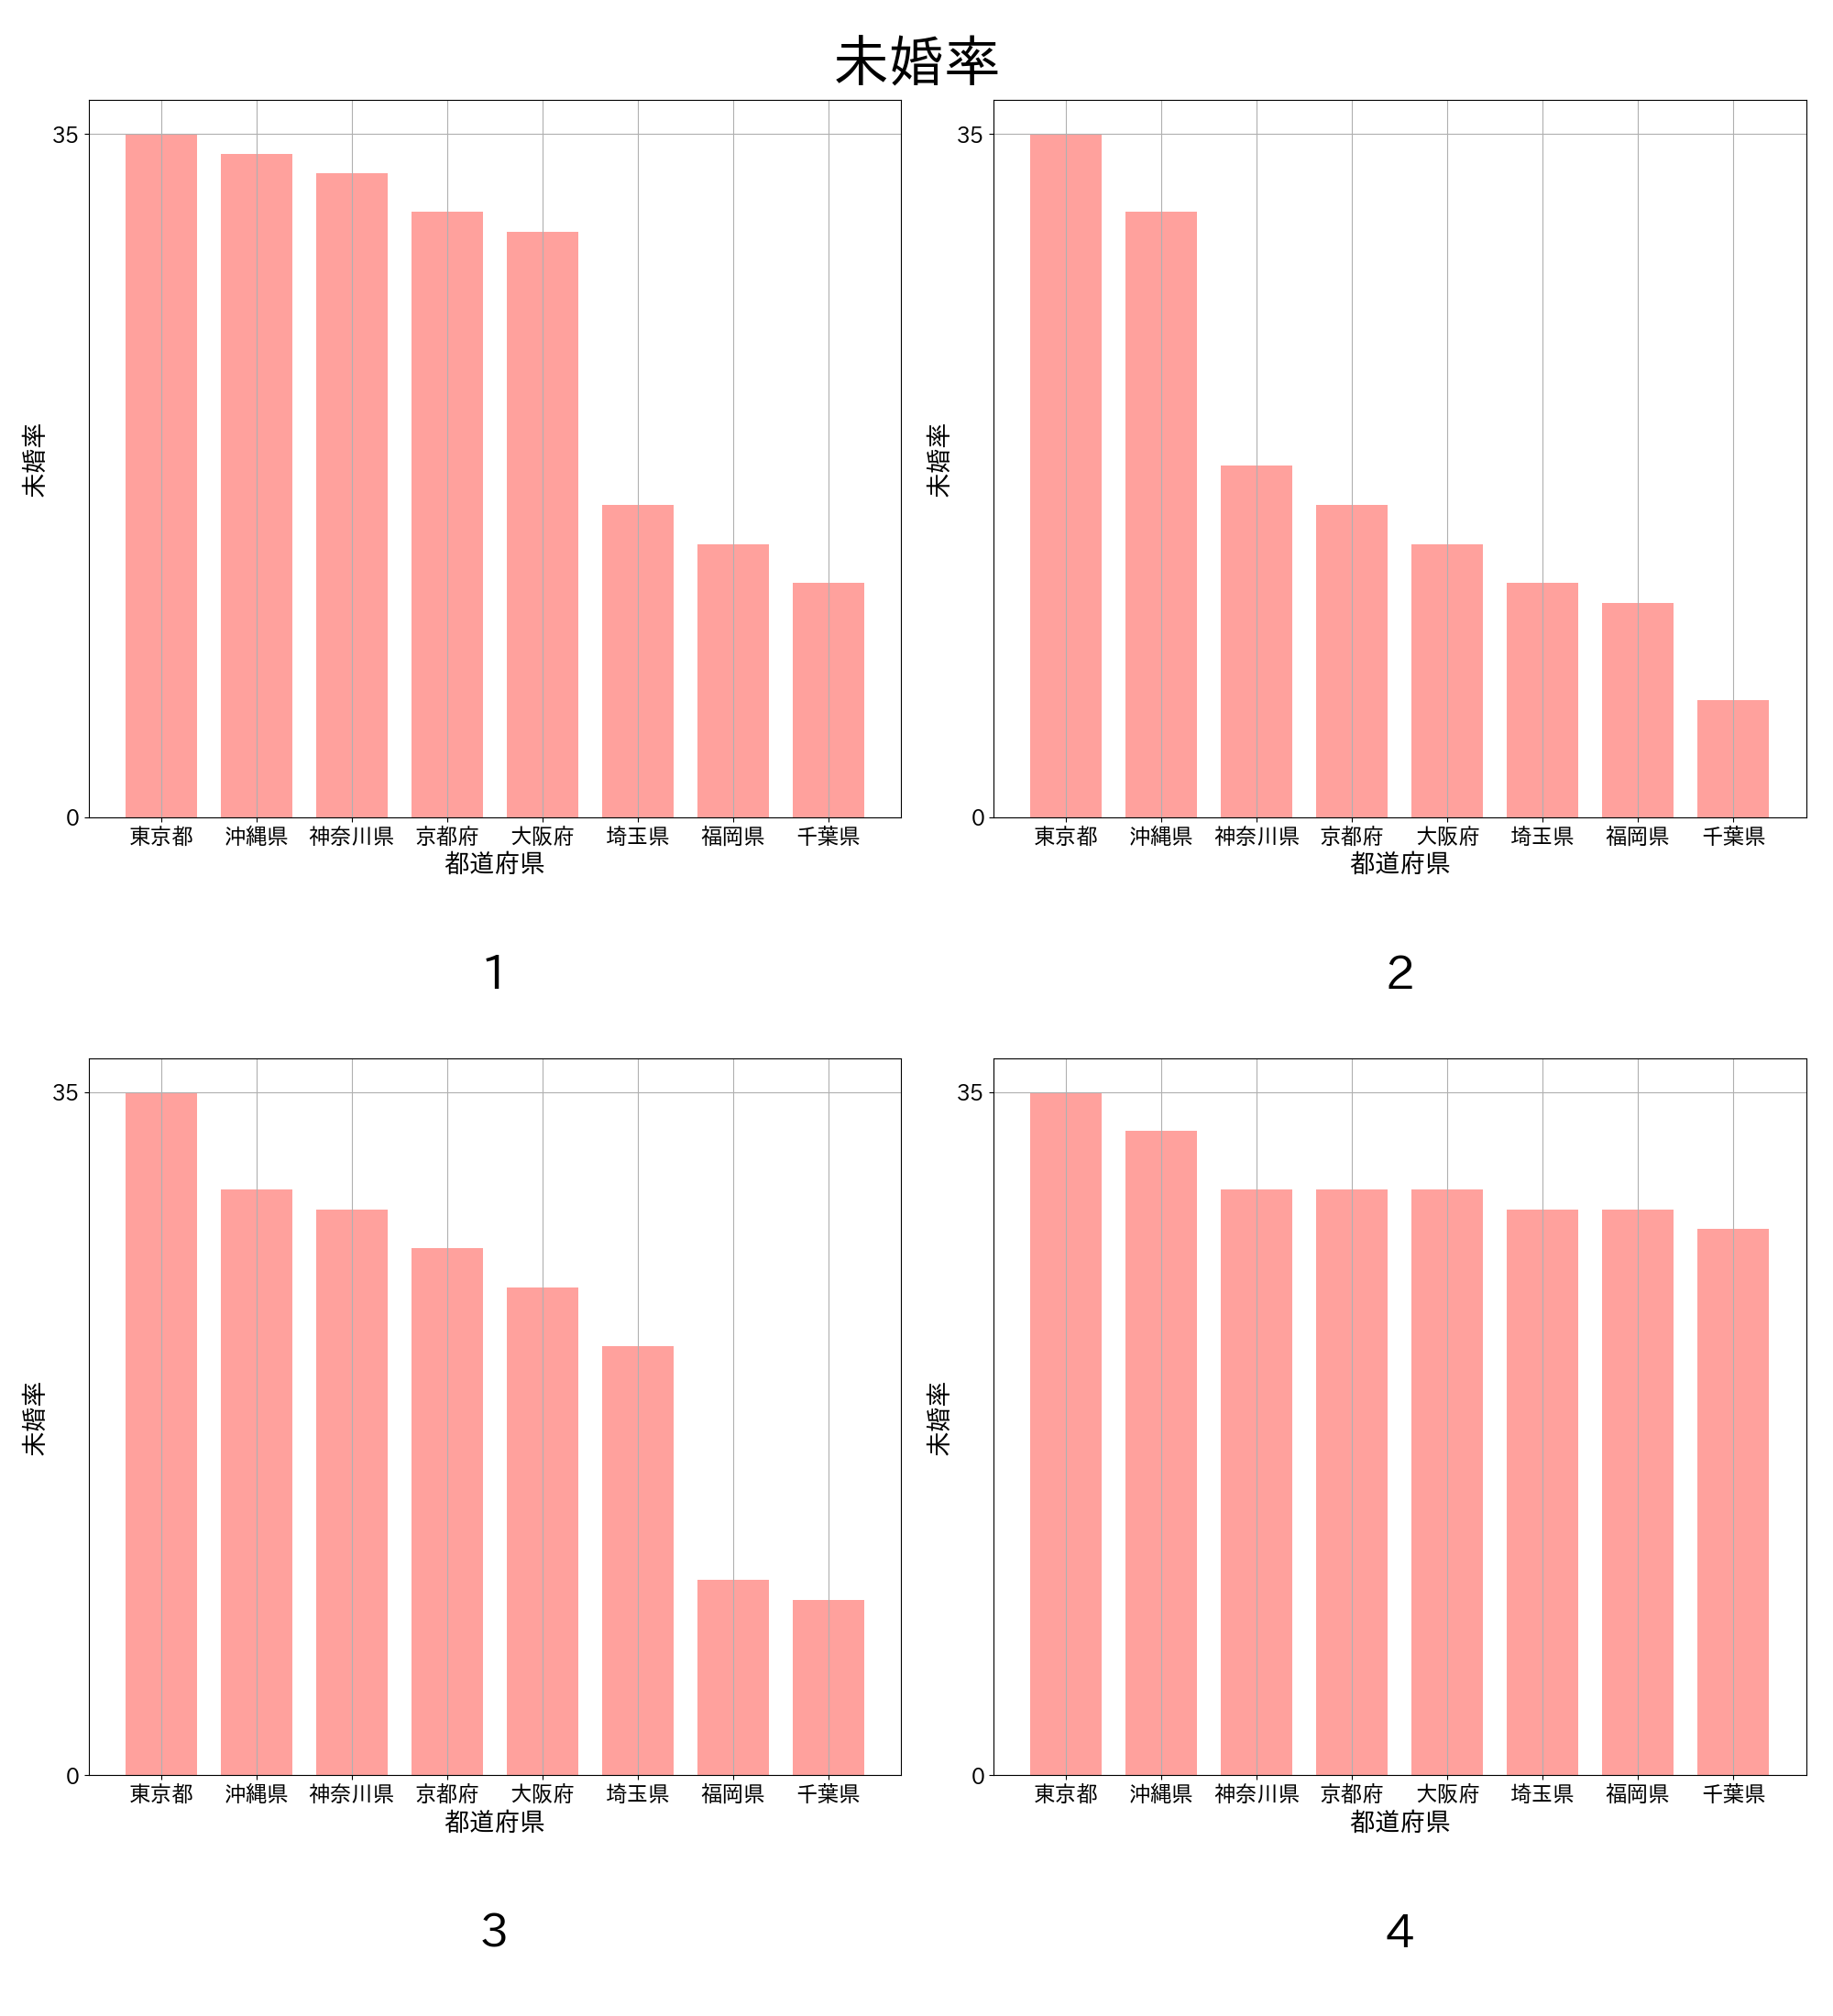 未婚率
35
0
未婚率
東京都 沖縄県 神奈川県 京都府 大阪府 埼玉県 福岡県 千葉県
都道府県
1
35
0
未婚率
東京都 沖縄県 神奈川県 京都府 大阪府 埼玉県 福岡県 千葉県
都道府県
2
35
0
未婚率
東京都 沖縄県 神奈川県 京都府 大阪府 埼玉県 福岡県 千葉県
都道府県
3
35
0
未婚率
東京都 沖縄県 神奈川県 京都府 大阪府 埼玉県 福岡県 千葉県
都道府県
4